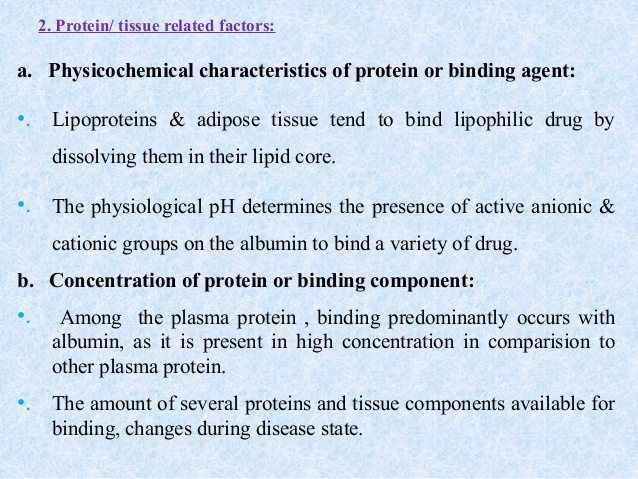 2. Protein/ tissue related factors:
a. Physicochemical characteristics of protein or binding agent:
•. Lipoproteins & adipose tissue tend to bind lipophilic drug by
dissolving them in their lipid core.
•. The physiological pH determines the presence of active anionic &
cationic groups on the albumin to bind a variety of drug.
b. Concentration of protein or binding component:
•. Among the plasma protein , binding predominantly occurs with
albumin, as it is present in high concentration in comparision to
other plasma protein.
•. The amount of several proteins and tissue components available for
binding, changes during disease state.